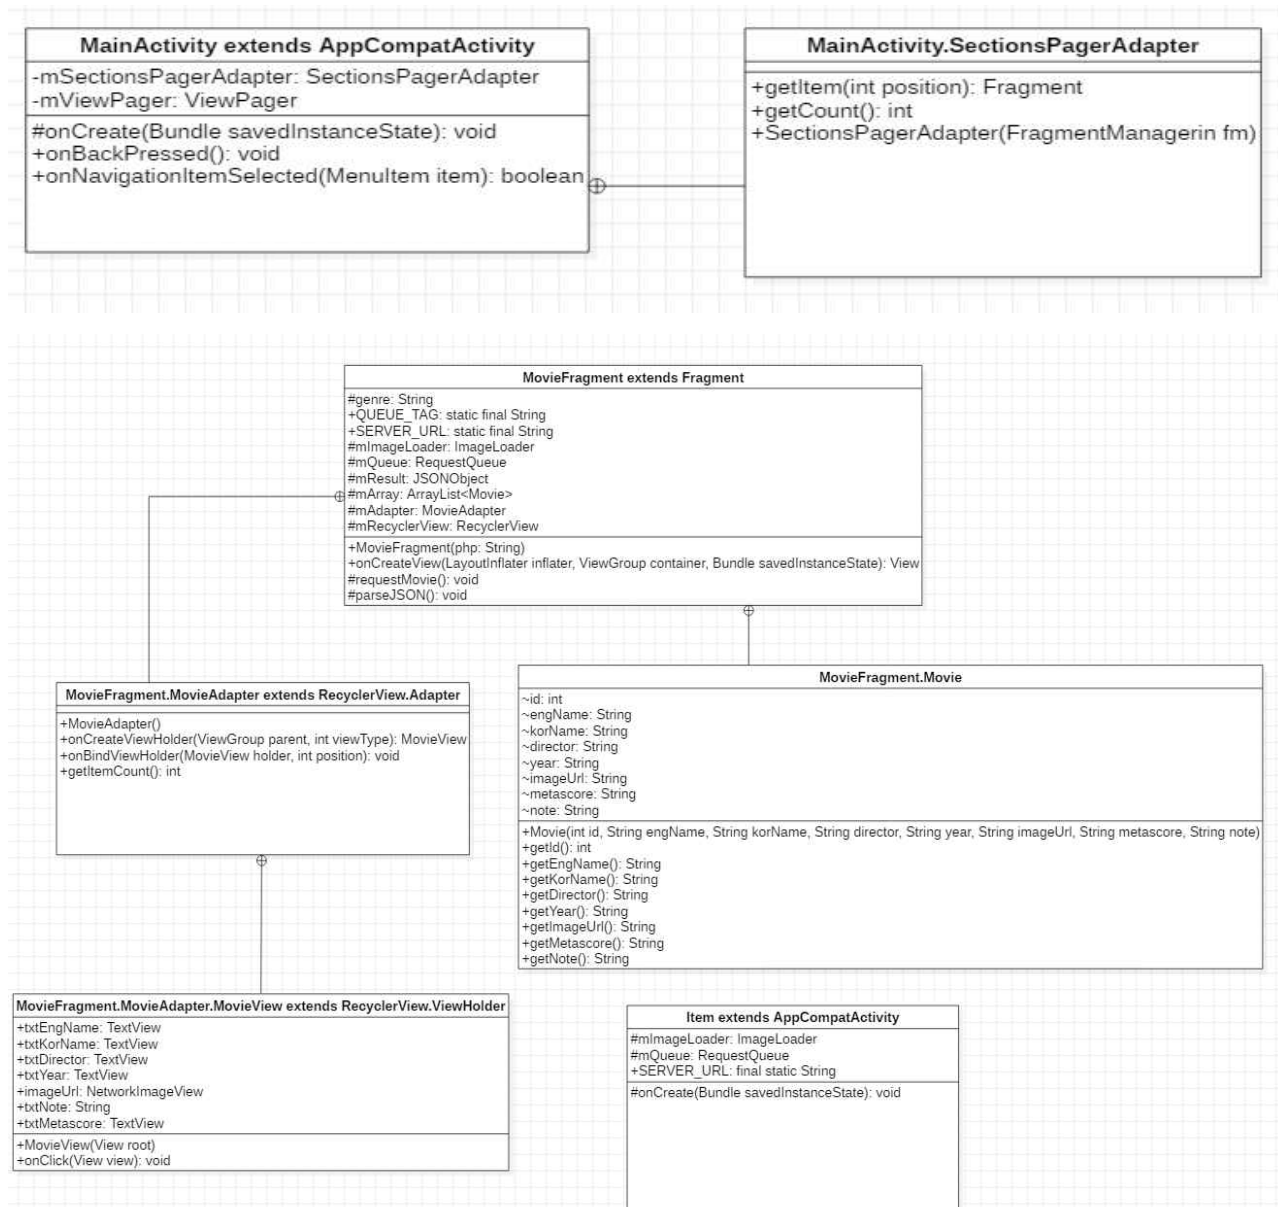 MainActivity extends AppCompatActivity
-mSectionsPagerAdapter: SectionsPagerAdapter
-mViewPager: ViewPager
#onCreate(Bundle savedInstanceState): void
+onBackPressed(): void
+onNavigationItemSelected(MenuItem item): boolean
MainActivity.SectionsPagerAdapter
+getItem(int position): Fragment
+getCount(): int
+SectionsPagerAdapter(FragmentManagerin fm)
MovieFragment extends Fragment
#genre: String
+QUEUE_TAG: static final String
+SERVER_URL: static final String
#mImageLoader: ImageLoader
#mQueue: RequestQueue
#mResult: JSONObject
#mArray: ArrayList<Movie>
#mAdapter: MovieAdapter
#mRecyclerView: RecyclerView
+MovieFragment(php: String)
+onCreateView(LayoutInflater inflater, ViewGroup container, Bundle savedInstanceState): View
#requestMovie(): void
#parseJSON(): void
MovieFragment.MovieAdapter extends RecyclerView.Adapter
+MovieAdapter()
+onCreateViewHolder(ViewGroup parent, int viewType): MovieView
+onBindViewHolder(MovieView holder, int position): void
+getItemCount(): int
MovieFragment.Movie
~id: int
~engName: String
~korName: String
~director: String
~year: String
~imageUrl: String
~metascore: String
~note: String
+Movie(int id, String engName, String korName, String director, String year, String imageUrl, String metascore, String note)
+getId(): int
+getEngName(): String
+getKorName(): String
+getDirector(): String
+getYear(): String
+getImageUrl(): String
+getMetascore(): String
+getNote(): String
MovieFragment.MovieAdapter.MovieView extends RecyclerView.ViewHolder
+txtEngName: TextView
+txtKorName: TextView
+txtDirector: TextView
+txtYear: TextView
+imageUrl: NetworkImageView
+txtNote: String
+txtMetascore: TextView
+MovieView(View root)
+onClick(View view): void
Item extends AppCompatActivity
#mImageLoader: ImageLoader
#mQueue: RequestQueue
+SERVER_URL: final static String
#onCreate(Bundle savedInstanceState): void